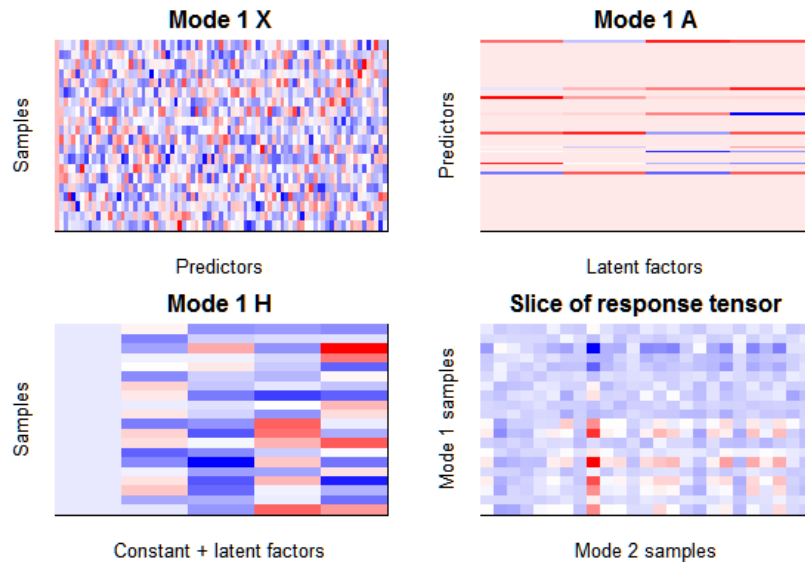 Mode 1 X
Samples
Predictors
Mode 1 A
Predictors
Latent factors
Mode 1 H
Samples
Constant + latent factors
Slice of response tensor
Mode 1 samples
Mode 2 samples